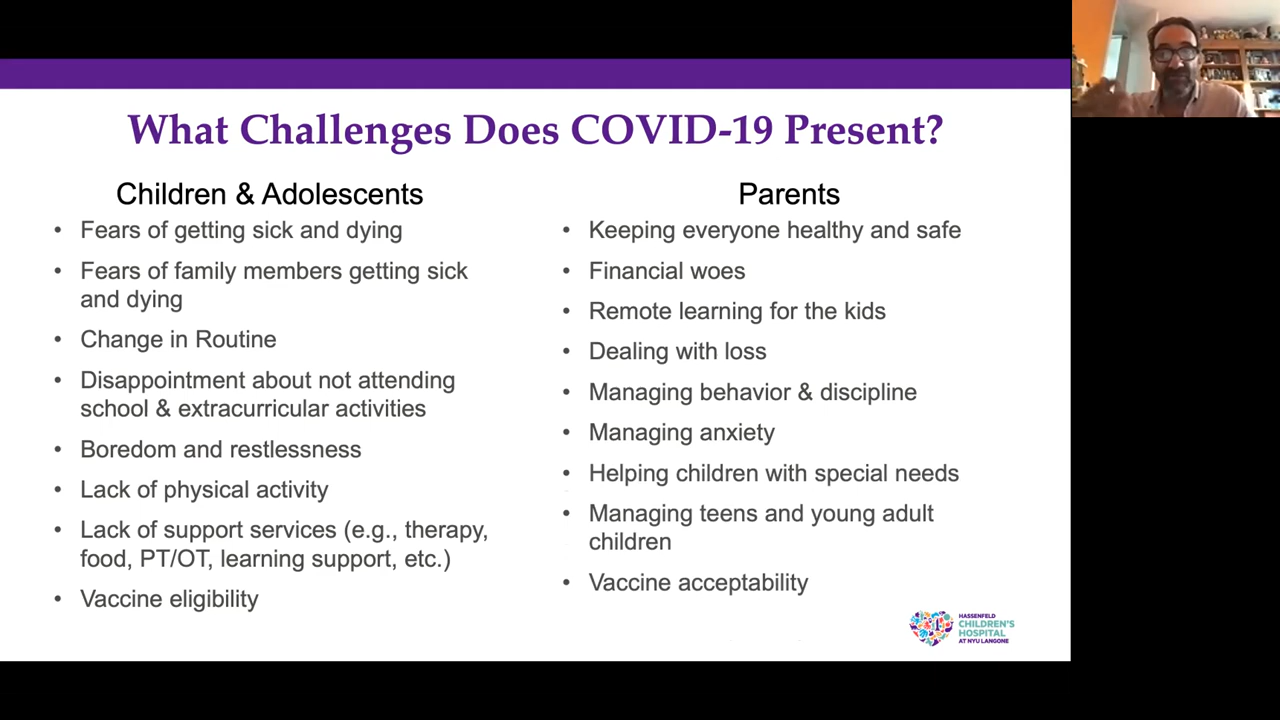 What Challenges Does COVID-19 Present?
Children & Adolescents
• Fears of getting sick and dying
• Fears of family members getting sick
and dying
• Change in Routine
• Disappointment about not attending
school & extracurricular activities
• Boredom and restlessness
• Lack of physical activity
• Lack of support services (e.g., therapy,
food, PT/OT, learning support, etc.)
• Vaccine eligibility
Parents
• Keeping everyone healthy and safe
• Financial woes
• Remote learning for the kids
• Dealing with loss
• Managing behavior & discipline
• Managing anxiety
• Helping children with special needs
• Managing teens and young adult
children
• Vaccine acceptability
HASSENFELD
CHILDREN'S
HOSPITAL
AT NYU LANGONE